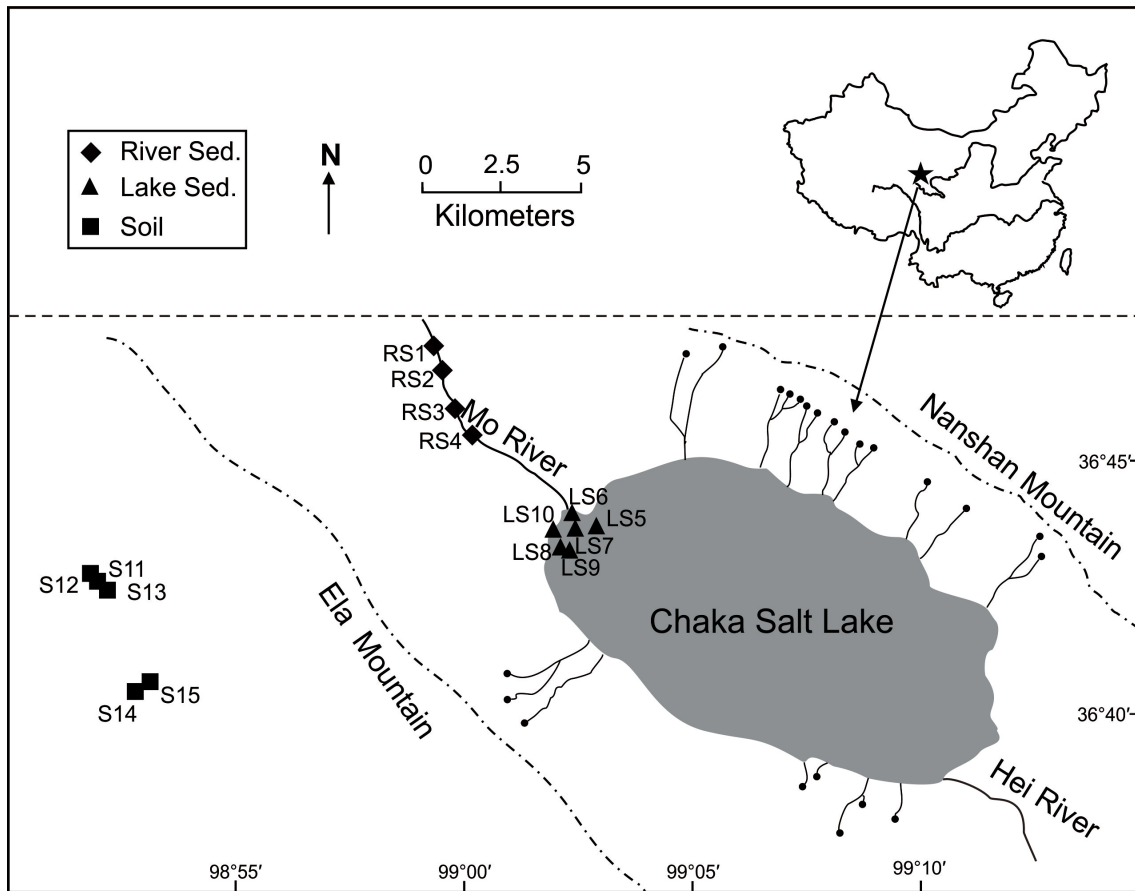 River Sed.
Lake Sed.
Soil
N
0 2.5 5
Kilometers
RS1
RS2
RS3
RS4
Mo River
Nanshan Mountain
36°45′
LS6
LS10
LS5
LS7
LS8
LS9
S11
S12
S13
Ela Mountain
Chaka Salt Lake
S15
S14
36°40′
Hei River
98°55′
99°00′
99°05′
99°10′